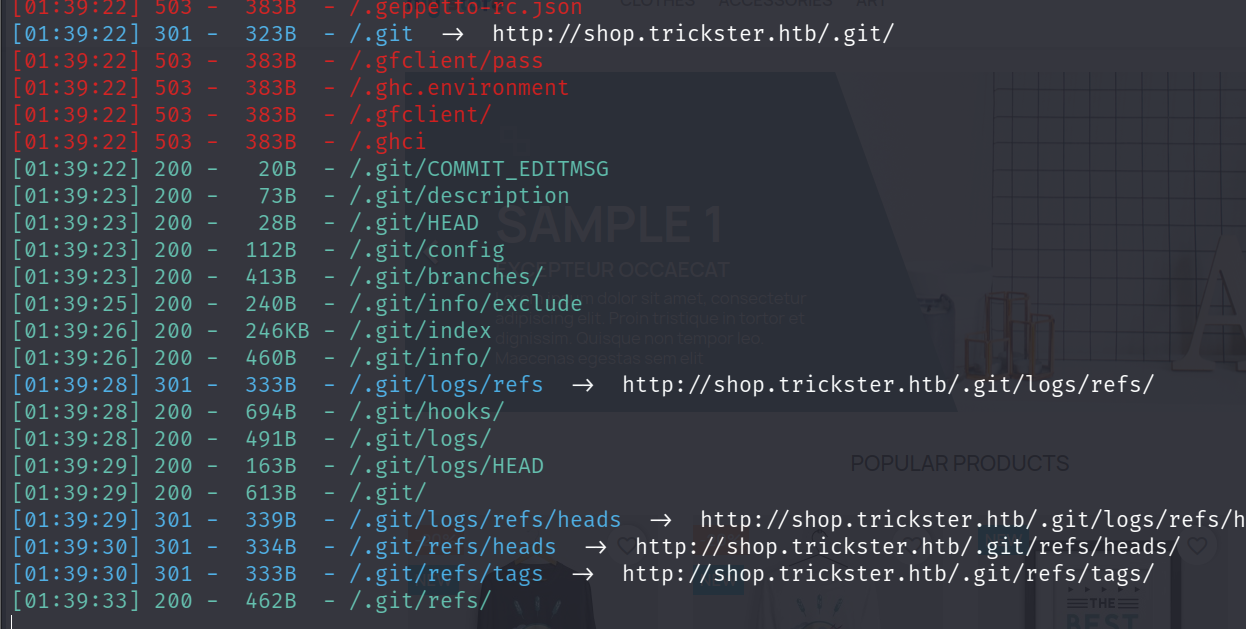 CLOTHES ACCESSORIES ART
[01:39:22] 503 - 383B - /.geppetto-rc.json
[01:39:22] 301 - 323B - /.git -> http://shop.trickster.htb/.git/
[01:39:22] 503 - 383B - /.gfclient/pass
[01:39:22] 503 - 383B - /.ghc.environment
[01:39:22] 503 - 383B - /.gfclient/
[01:39:22] 503 - 383B - /.ghci
[01:39:22] 200 - 20B - /.git/COMMIT_EDITMSG
[01:39:23] 200 - 73B - /.git/description
[01:39:23] 200 - 28B - /.git/HEAD
SAMPLE 1
[01:39:23] 200 - 112B - /.git/config
[01:39:23] 200 - 413B - /.git/branches/
EXCEPTEUR OCCAECAT
[01:39:25] 200 - 240B - /.git/info/exclude
dolor sit amet, consectetur
[01:39:26] 200 - 246KB - /.git/index
adipiscing elit. Proin tristique in tortor et
dignissim. Quisque non tempor leo.
[01:39:26] 200 - 460B - /.git/info/
Maecenas egestas sem elit
[01:39:28] 301 - 333B - /.git/logs/refs -> http://shop.trickster.htb/.git/logs/refs/
[01:39:28] 200 - 694B - /.git/hooks/
[01:39:28] 200 - 491B - /.git/logs/
[01:39:29] 200 - 163B - /.git/logs/HEAD
POPULAR PRODUCTS
[01:39:29] 200 - 613B - /.git/
[01:39:29] 301 - 339B - /.git/logs/refs/heads -> http://shop.trickster.htb/.git/logs/refs/h
[01:39:30] 301 - 334B - /.git/refs/heads -> http://shop.trickster.htb/.git/refs/heads/
[01:39:30] 301 - 333B - /.git/refs/tags -> http://shop.trickster.htb/.git/refs/tags/
[01:39:33] 200 - 462B - /.git/refs/
THE
BEST